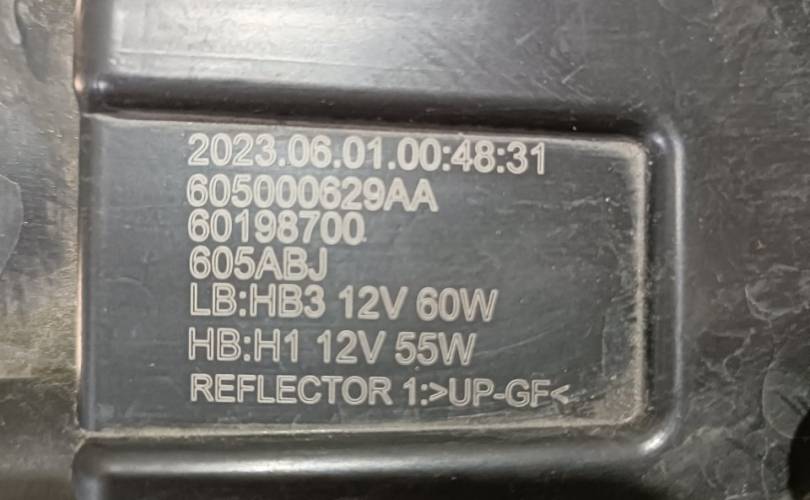 2023.06.01.00:48:31
605000629AA
60198700
605ABJ
LB:HB3 12V 60W
HB:H1 12V 55W
REFLECTOR 1:>UP-GF<